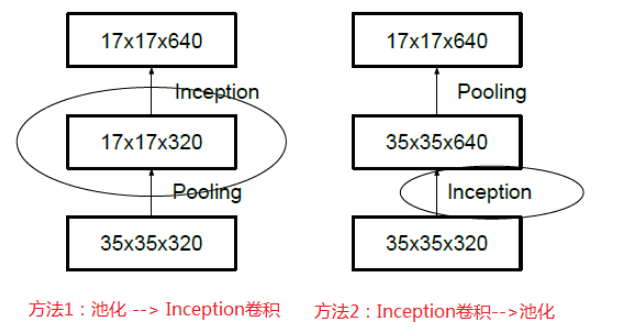 17x17x640
Inception
17x17x320
Pooling
35x35x320
方法1：池化 --> Inception卷积
17x17x640
Pooling
35x35x640
Inception
35x35x320
方法2：Inception卷积-->池化